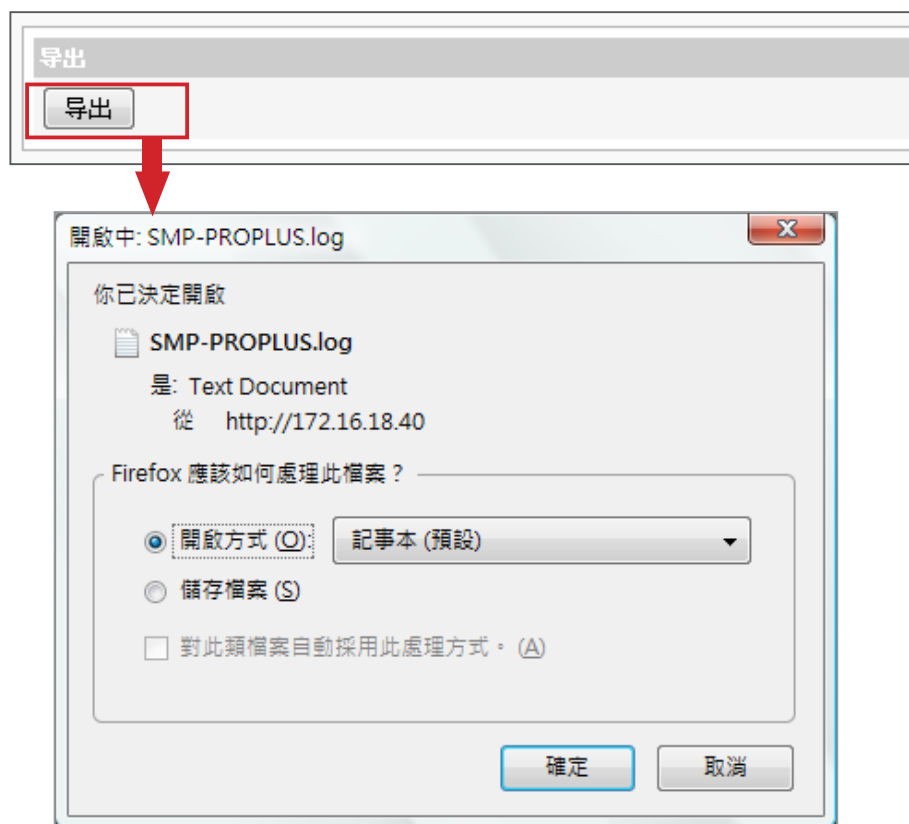 导出
导出
開啟中: SMP-PROPLUS.log
你已決定開啟
SMP-PROPLUS.log
是: Text Document
從 http://172.16.18.40
Firefox 應該如何處理此檔案？
開啟方式 (O): 記事本 (預設)
儲存檔案 (S)
對此類檔案自動採用此處理方式。 (A)
確定 取消